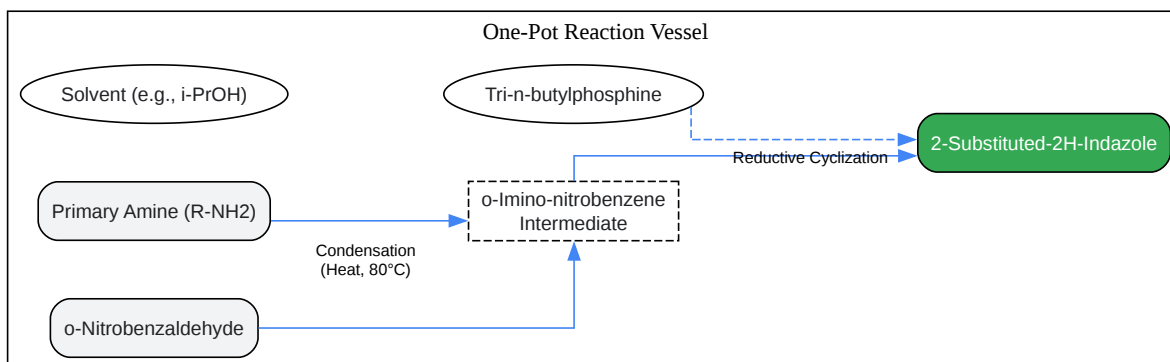 One-Pot Reaction Vessel
Solvent (e.g., i-PrOH)
Tri-n-butylphosphine
2-Substituted-2H-Indazole
Reductive Cyclization
Primary Amine (R-NH2)
o-Imino-nitrobenzene
Intermediate
Condensation
(Heat, 80°C)
o-Nitrobenzaldehyde